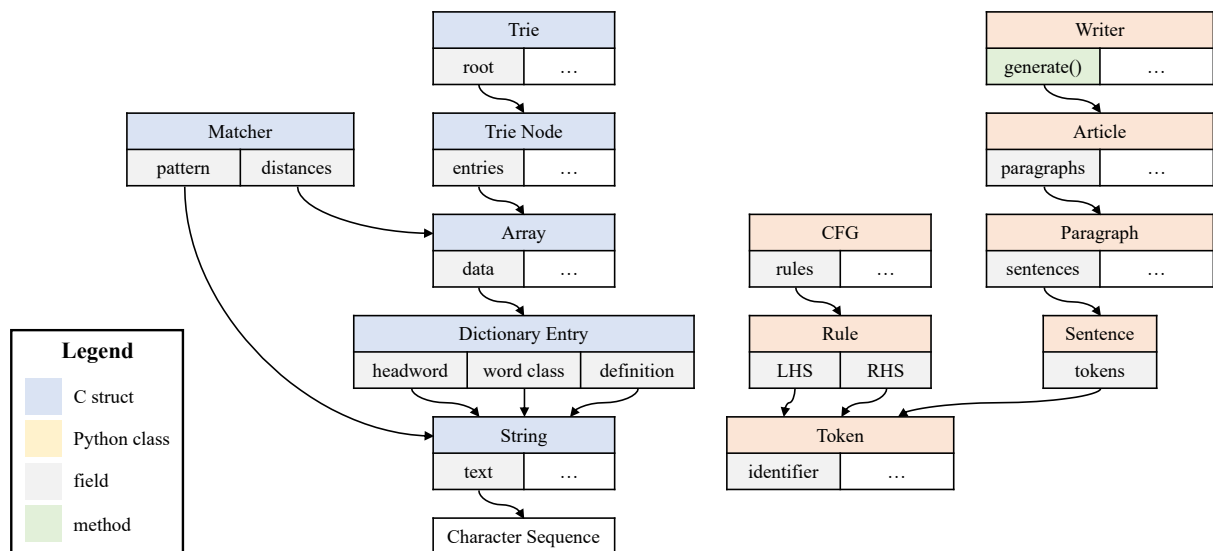 Trie
root
…
Writer
generate()
…
Matcher
pattern
distances
Trie Node
entries
…
Article
paragraphs
…
Array
data
…
CFG
rules
…
Paragraph
sentences
…
Dictionary Entry
headword
word class
definition
Rule
LHS
RHS
Sentence
tokens
String
text
…
Token
identifier
…
Character Sequence
Legend
C struct
Python class
field
method